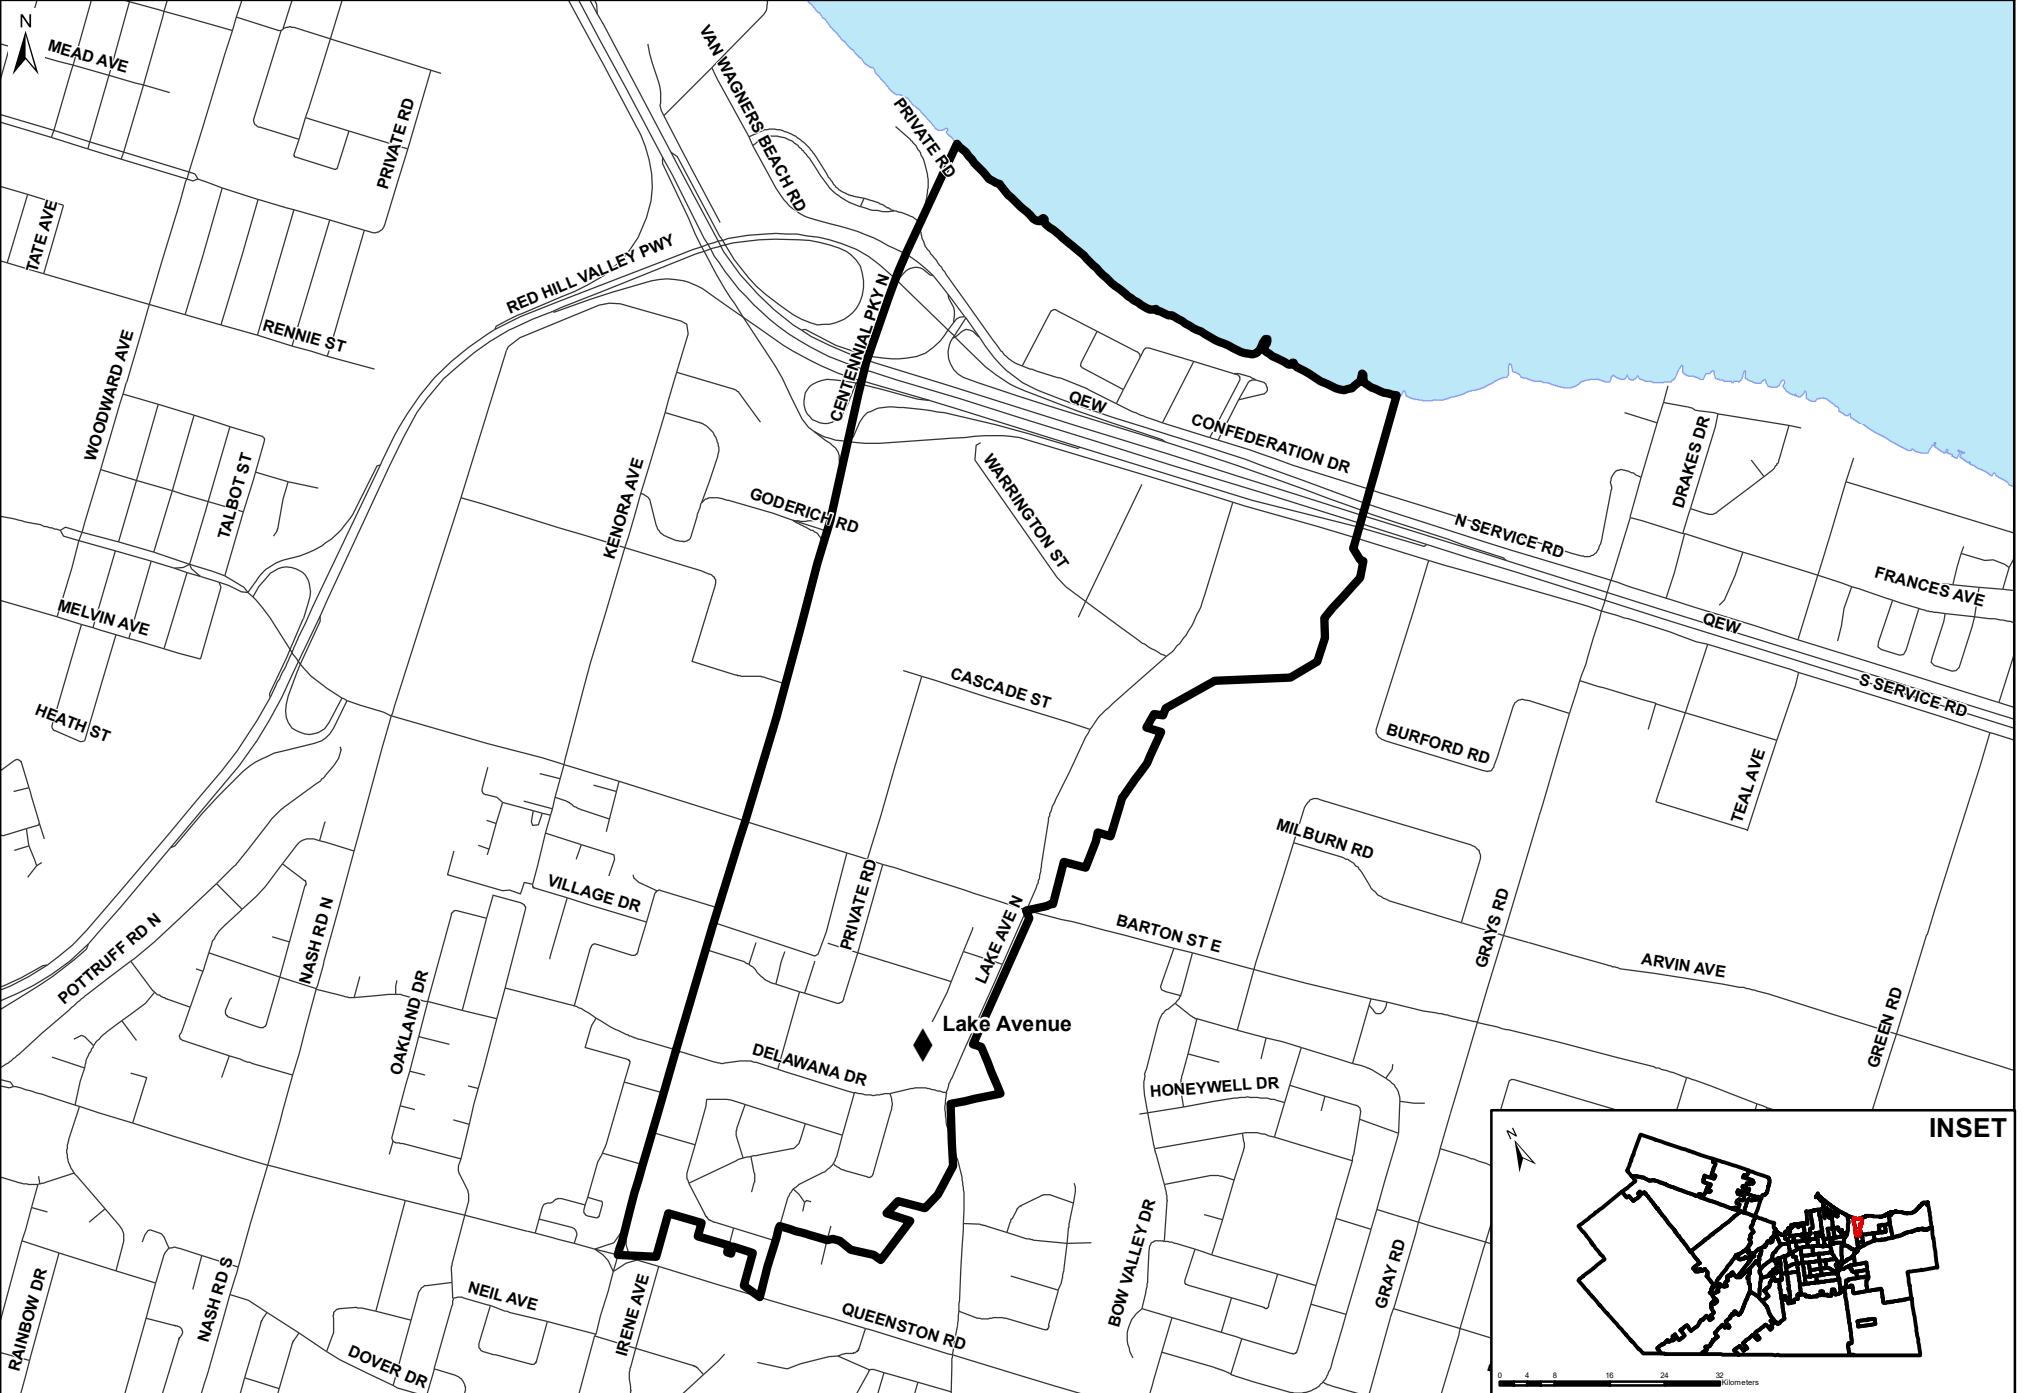 N
MEAD AVE
VAN WAGNERS BEACH RD
PRIVATE RD
PRIVATE RD
TATE AVE
RED HILL VALLEY PWY
CENTENNIAL PKY N
RENNIE ST
WOODWARD AVE
QEW
CONFEDERATION DR
DRAKES DR
TALBOT ST
KENORA AVE
GODERICH RD
WARRINGTON ST
N SERVICE RD
FRANCES AVE
MELVIN AVE
QEW
CASCADE ST
S SERVICE RD
HEATH ST
BURFORD RD
TEAL AVE
MILBURN RD
VILLAGE DR
PRIVATE RD
LAKE AVE N
BARTON ST E
GRAYS RD
NASH RD N
POTTRUFF RD N
ARVIN AVE
OAKLAND DR
Lake Avenue
GREEN RD
DELAWANA DR
HONEYWELL DR
INSET
N
BOW VALLEY DR
GRAY RD
NASH RD S
RAINBOW DR
NEIL AVE
IRENE AVE
QUEENSTON RD
DOVER DR
0 4 8 16 24 32
Kilometers